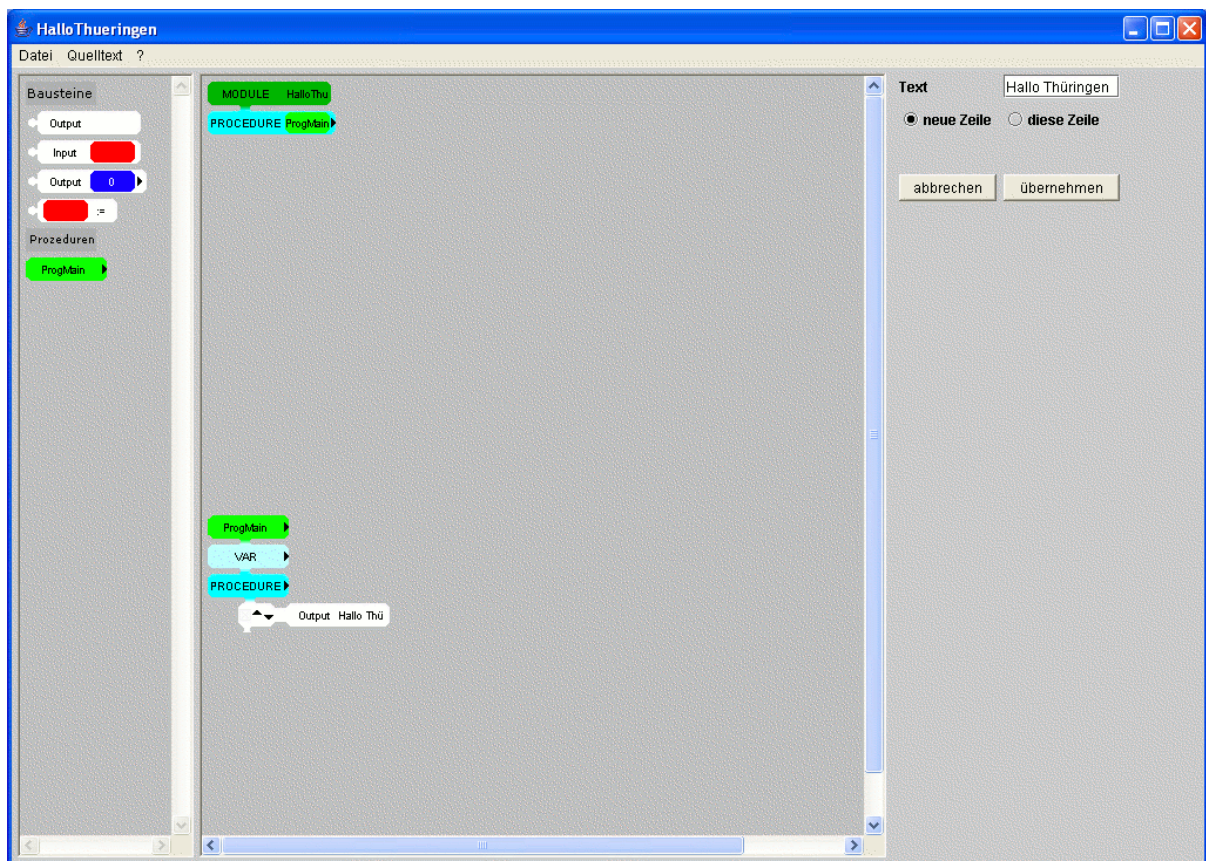 HalloThueringen
Datei Quelltext ?
Bausteine
Output
Input
Output 0
:=
Prozeduren
ProgMain
MODULE HalloThu
PROCEDURE ProgMain
ProgMain
VAR
PROCEDURE
Output Hallo Thü
Text Hallo Thüringen
neue Zeile diese Zeile
abbrechen übernehmen